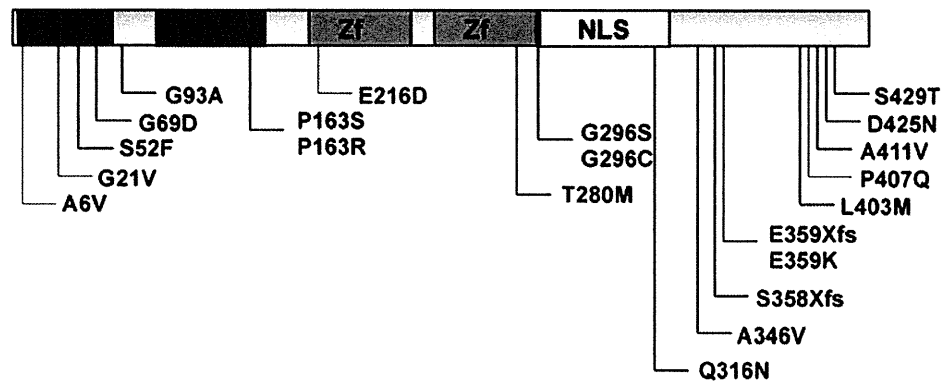 Zf Zf NLS
G93A
G69D
S52F
G21V
A6V
P163S
P163R
E216D
G296S
G296C
T280M
S429T
D425N
A411V
P407Q
L403M
E359Xfs
E359K
S358Xfs
A346V
Q316N